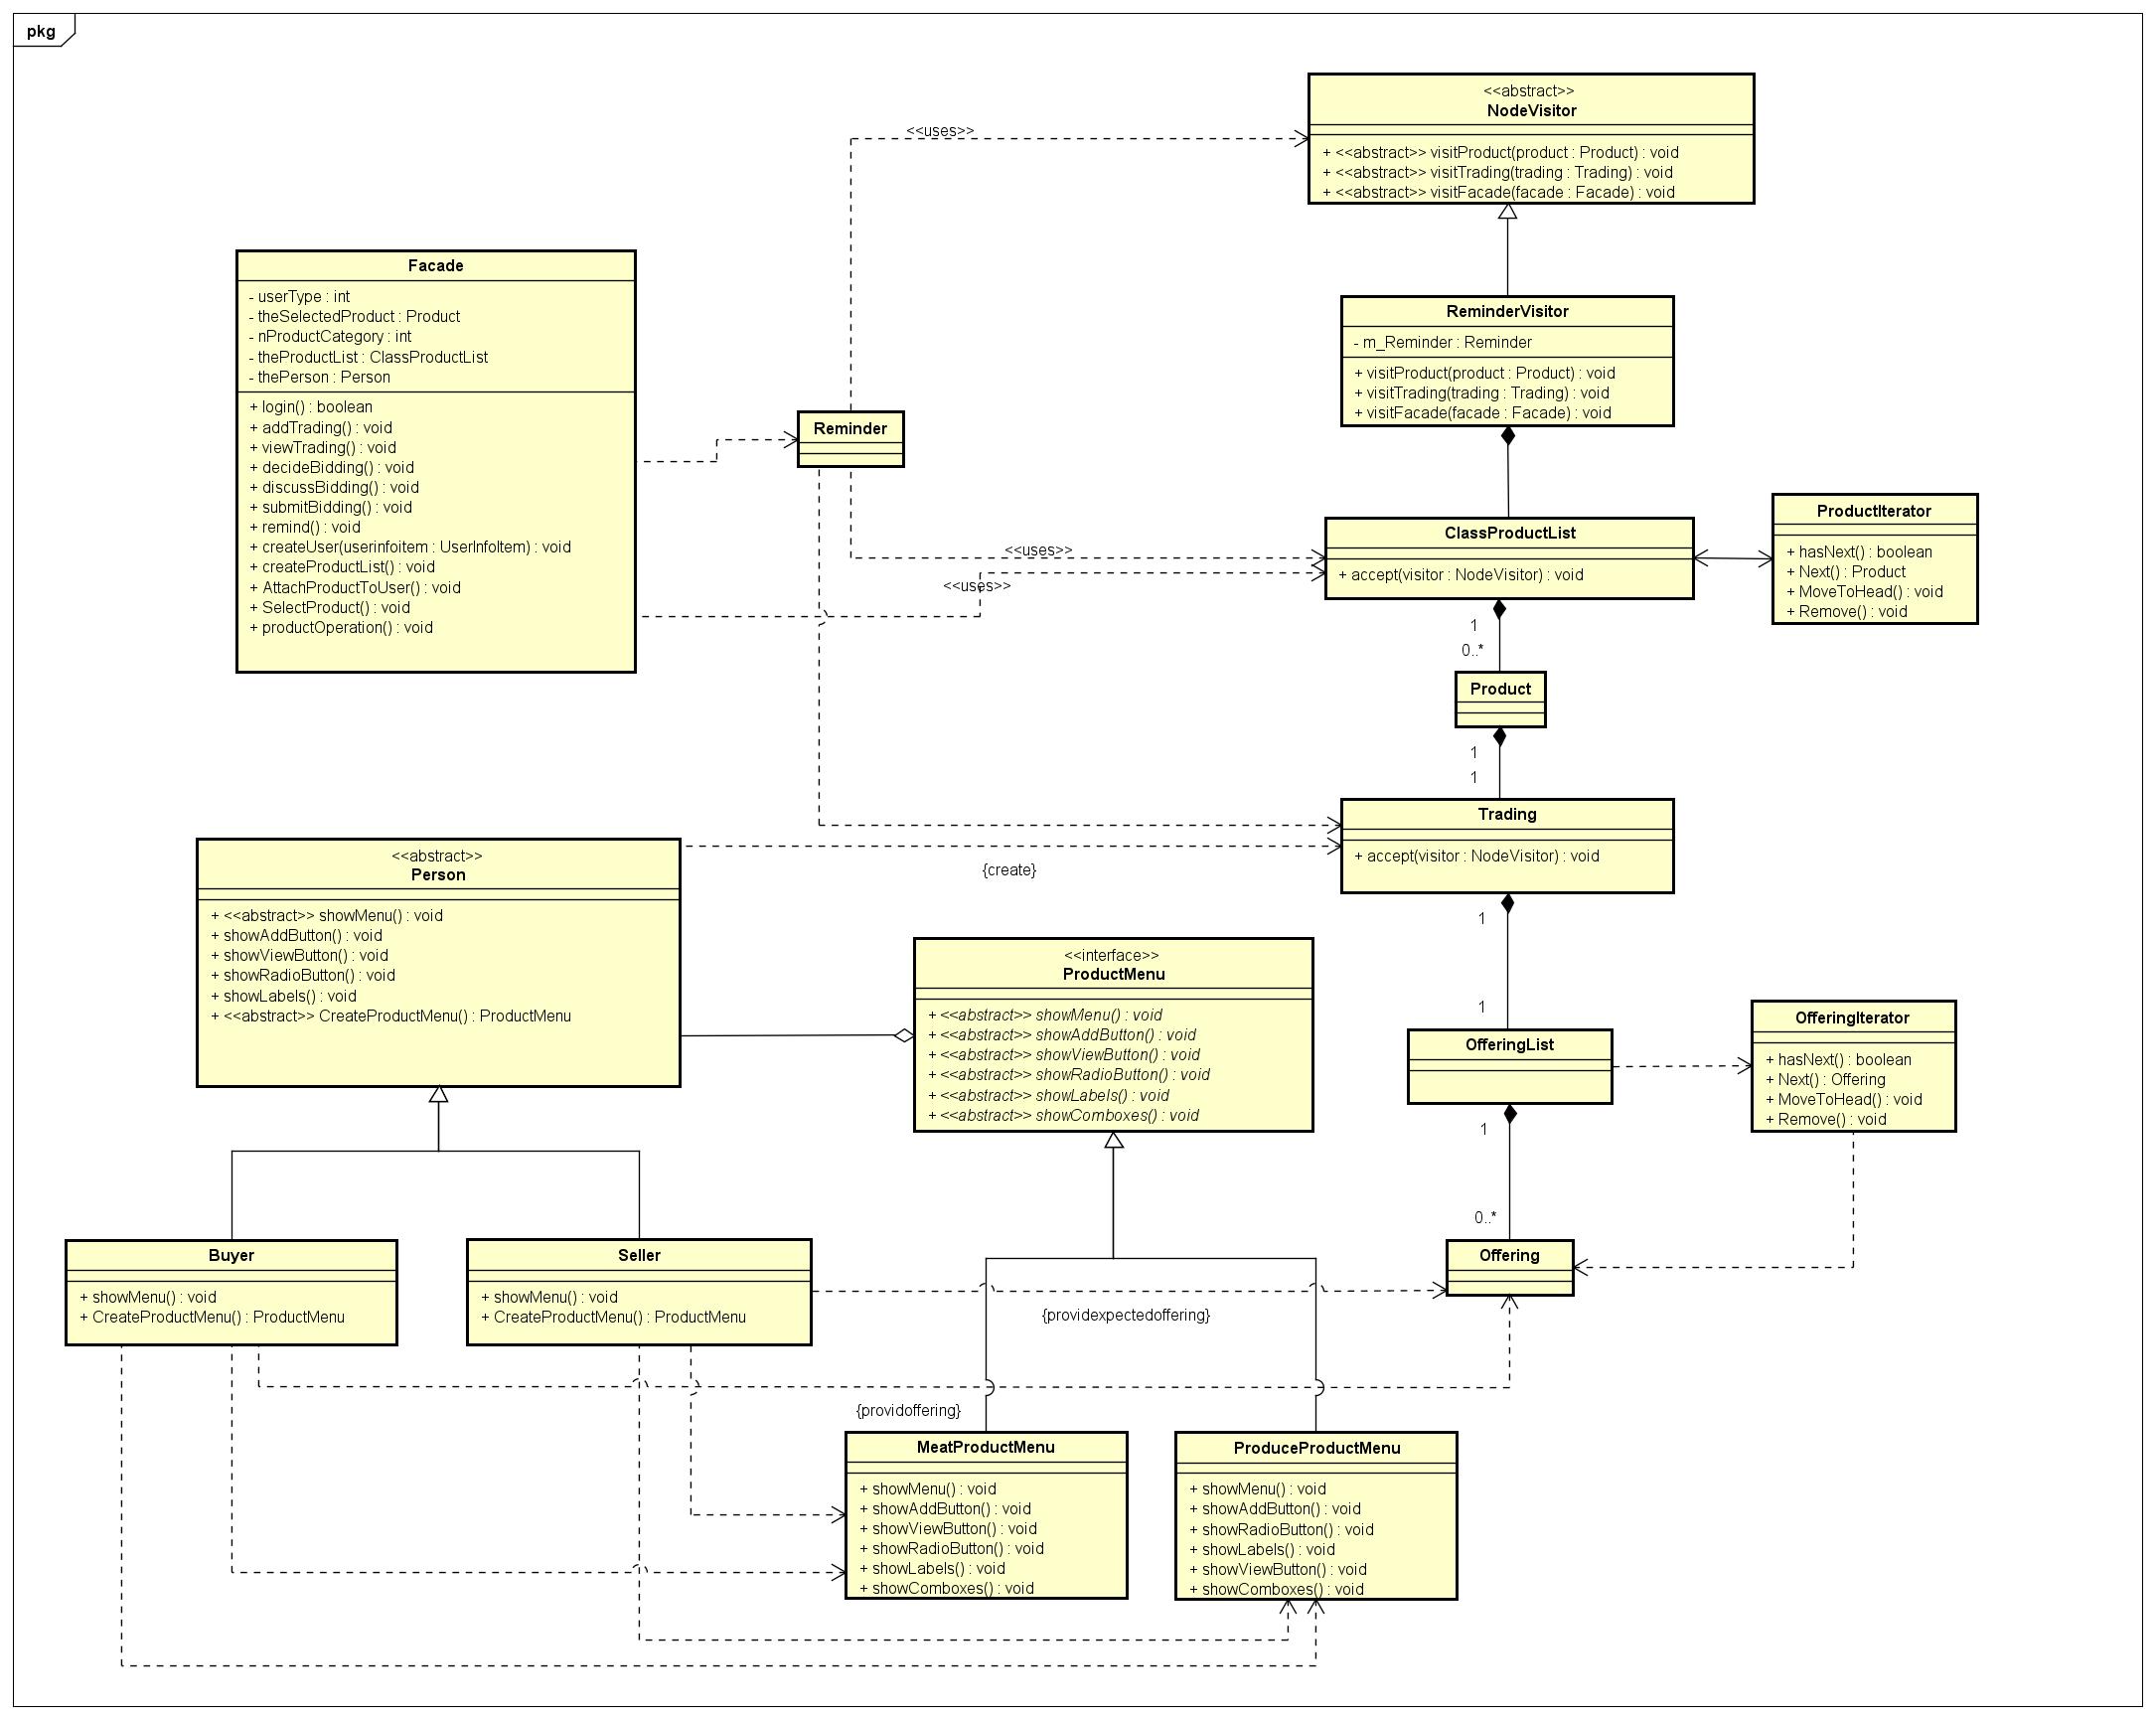 pkg
<<abstract>>
NodeVisitor
+ <<abstract>> visitProduct(product : Product) : void
+ <<abstract>> visitTrading(trading : Trading) : void
+ <<abstract>> visitFacade(facade : Facade) : void
<<uses>>
Facade
- userType : int
- theSelectedProduct : Product
- nProductCategory : int
- theProductList : ClassProductList
- thePerson : Person
+ login() : boolean
+ addTrading() : void
+ viewTrading() : void
+ decideBidding() : void
+ discussBidding() : void
+ submitBidding() : void
+ remind() : void
+ createUser(userinfoitem : UserInfoItem) : void
+ createProductList() : void
+ AttachProductToUser() : void
+ SelectProduct() : void
+ productOperation() : void
Reminder
ReminderVisitor
- m_Reminder : Reminder
+ visitProduct(product : Product) : void
+ visitTrading(trading : Trading) : void
+ visitFacade(facade : Facade) : void
<<uses>>
<<uses>>
ClassProductList
+ accept(visitor : NodeVisitor) : void
ProductIterator
+ hasNext() : boolean
+ Next() : Product
+ MoveToHead() : void
+ Remove() : void
1
0..*
Product
1
1
Trading
+ accept(visitor : NodeVisitor) : void
{create}
<<abstract>>
Person
+ <<abstract>> showMenu() : void
+ showAddButton() : void
+ showViewButton() : void
+ showRadioButton() : void
+ showLabels() : void
+ <<abstract>> CreateProductMenu() : ProductMenu
<<interface>>
ProductMenu
+ <<abstract>> showMenu() : void
+ <<abstract>> showAddButton() : void
+ <<abstract>> showViewButton() : void
+ <<abstract>> showRadioButton() : void
+ <<abstract>> showLabels() : void
+ <<abstract>> showComboxes() : void
1
1
OfferingList
OfferingIterator
+ hasNext() : boolean
+ Next() : Offering
+ MoveToHead() : void
+ Remove() : void
1
0..*
Offering
Buyer
+ showMenu() : void
+ CreateProductMenu() : ProductMenu
Seller
+ showMenu() : void
+ CreateProductMenu() : ProductMenu
{providexpectedoffering}
{providoffering}
MeatProductMenu
+ showMenu() : void
+ showAddButton() : void
+ showViewButton() : void
+ showRadioButton() : void
+ showLabels() : void
+ showComboxes() : void
ProduceProductMenu
+ showMenu() : void
+ showAddButton() : void
+ showRadioButton() : void
+ showLabels() : void
+ showViewButton() : void
+ showComboxes() : void